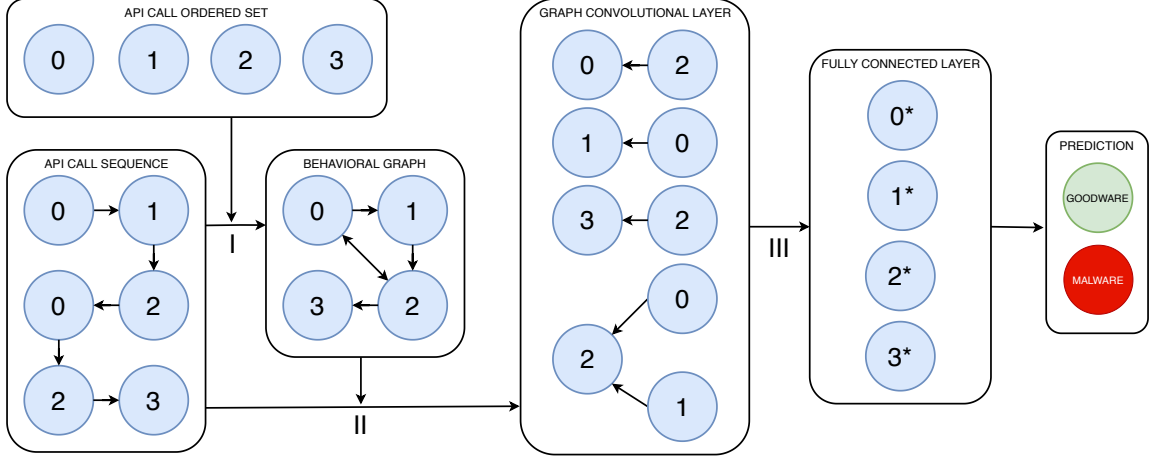 API CALL ORDERED SET
0 1 2 3
API CALL SEQUENCE
0 1
0 2
2 3
I
BEHAVIORAL GRAPH
0 1
3 2
II
GRAPH CONVOLUTIONAL LAYER
0 2
1 0
3 2
0
2
1
III
FULLY CONNECTED LAYER
0*
1*
2*
3*
PREDICTION
GOODWARE
MALWARE